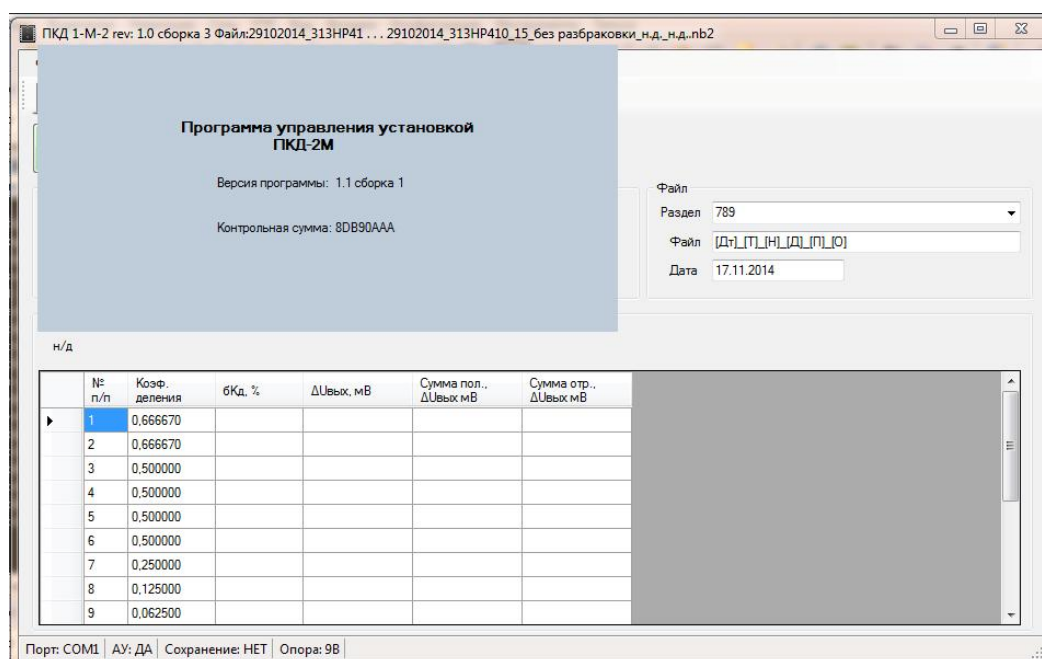 ПКД 1-М-2 rev: 1.0 сборка 3 Файл:29102014_313НР41 . . . 29102014_313НР410_15_без разбраковки_н.д._н.д..nb2
Программа управления установкой
ПКД-2М
Версия программы: 1.1 сборка 1
Контрольная сумма: 8DB90AAA
Файл
Раздел 789
Файл [Дт]_[Т]_[Н]_[Д]_[П]_[О]
Дата 17.11.2014
н/д
№ п/п Коэф. деления бКд, % ΔUвых, мВ Сумма пол., ΔUвых мВ Сумма отр., ΔUвых мВ
1 0,666670
2 0,666670
3 0,500000
4 0,500000
5 0,500000
6 0,500000
7 0,250000
8 0,125000
9 0,062500
Порт: COM1 АУ: ДА Сохранение: НЕТ Опора: 9В